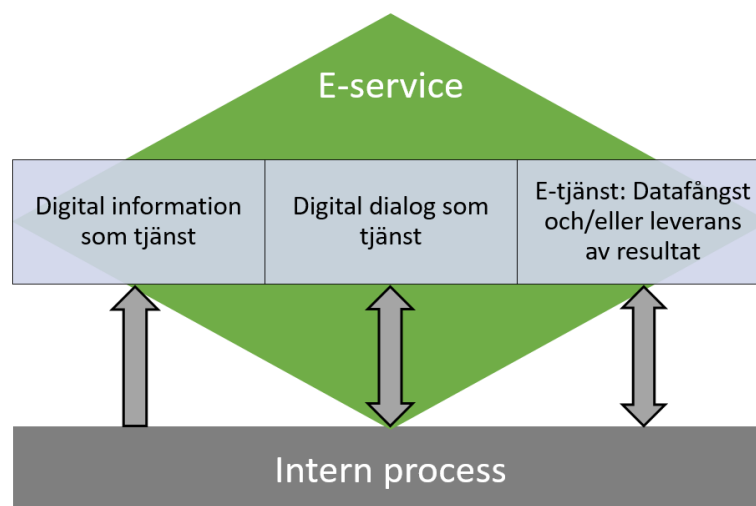 E-service
Digital information
som tjänst
Digital dialog som
tjänst
E-tjänst: Datafångst
och/eller leverans
av resultat
Intern process